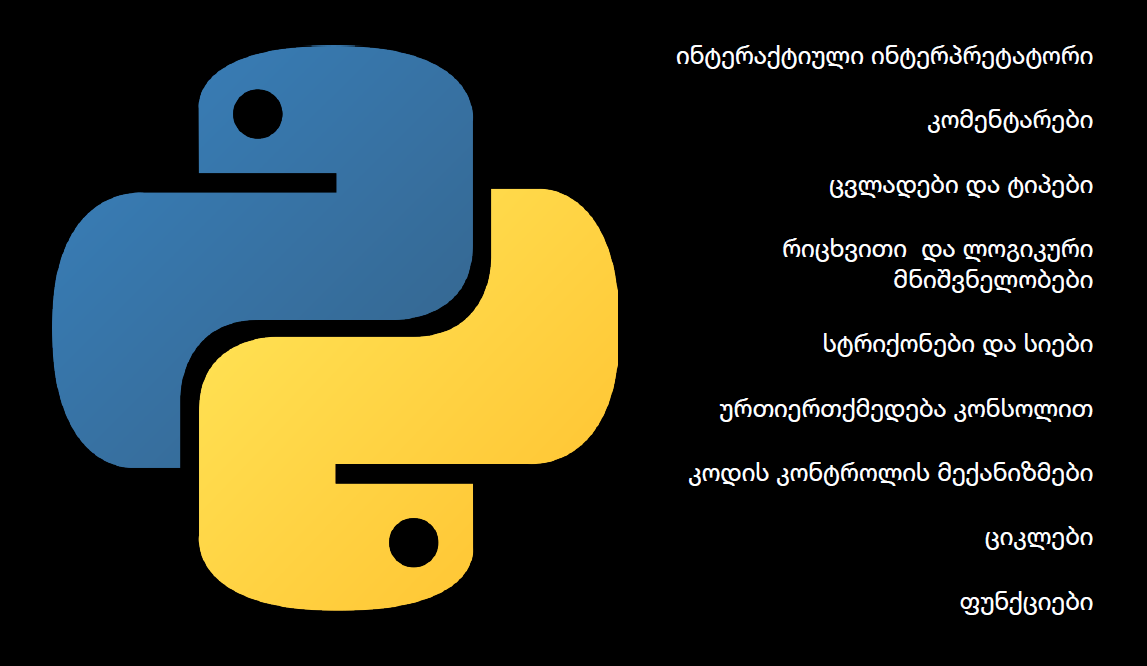 ინტერაქტიული ინტერპრეტატორი
კომენტარები
ცვლადები და ტიპები
რიცხვითი  და ლოგიკური
მნიშვნელობები
სტრიქონები და სიები
ურთიერთქმედება კონსოლით
კოდის კონტროლის მექანიზმები
ციკლები
ფუნქციები